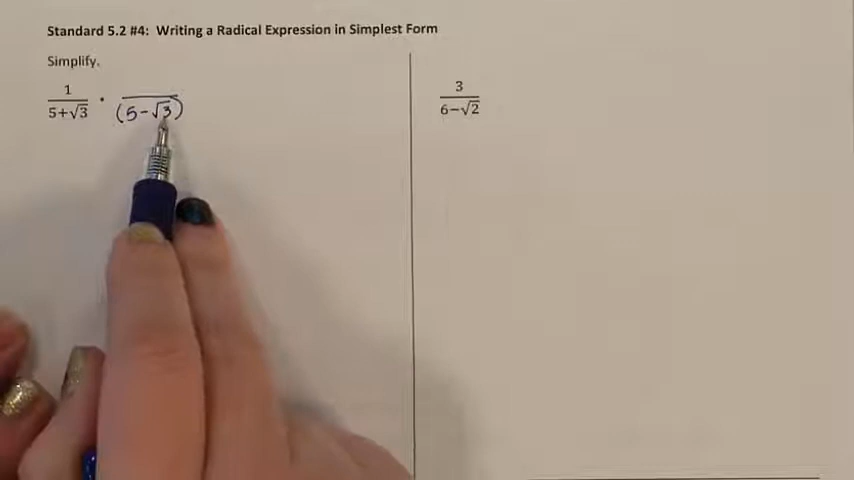 Standard 5.2 #4: Writing a Radical Expression in Simplest Form
Simplify.
1
5+√3 · (5-√3)
3
6-√2